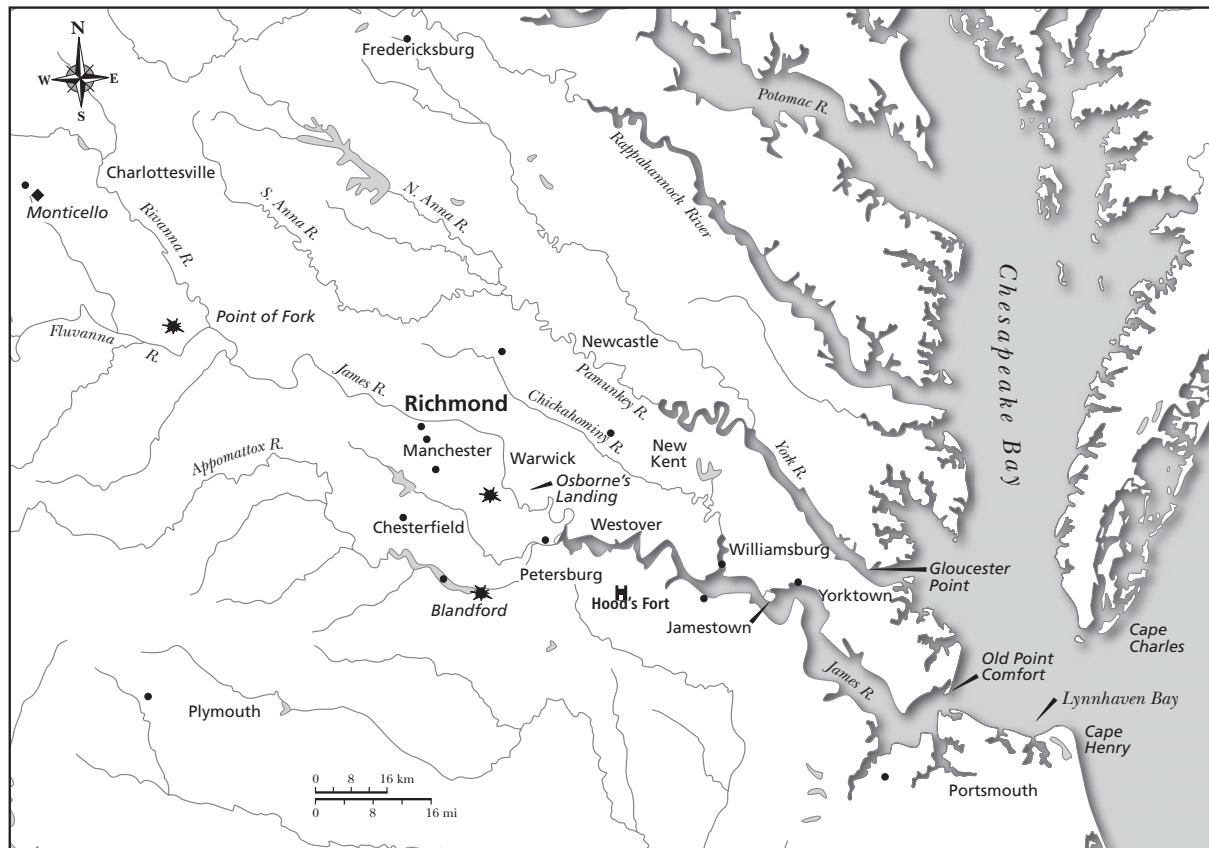 N
W
E
S
Fredericksburg
Potomac R.
Rappahannock River
Charlottesville
Monticello
Rivanna R.
S. Anna R.
N. Anna R.
Chesapeake Bay
Point of Fork
Fluvanna
R.
Newcastle
James R.
Pamunkey R.
Richmond
Chickahominy R.
Manchester
New
Kent
York R.
Appomattox R.
Warwick
Osborne's
Landing
Chesterfield
Westover
Williamsburg
Gloucester
Point
Petersburg
Yorktown
Blandford
Hood's Fort
Jamestown
Cape
Charles
Old Point
Comfort
James R.
Lynnhaven Bay
Plymouth
Cape
Henry
0 8 16 km
0 8 16 mi
Portsmouth